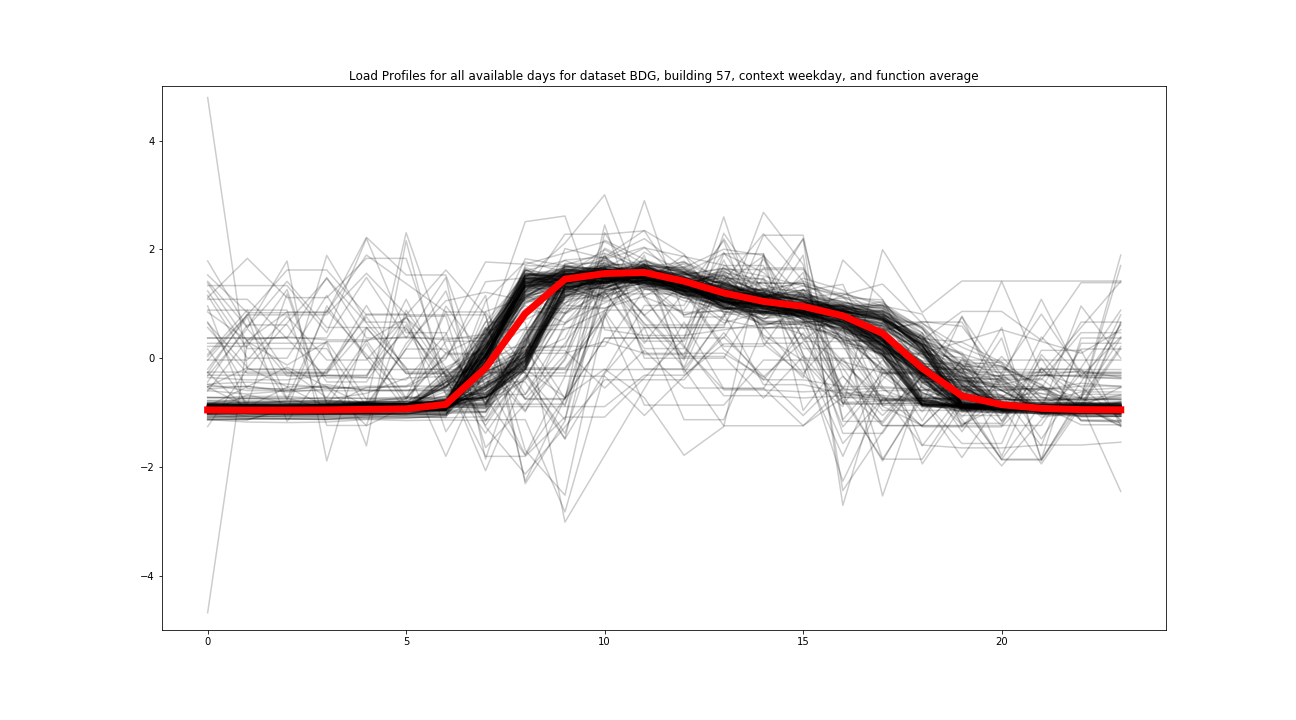 Load Profiles for all available days for dataset BDG, building 57, context weekday, and function average
4
2
0
−2
−4
0 5 10 15 20